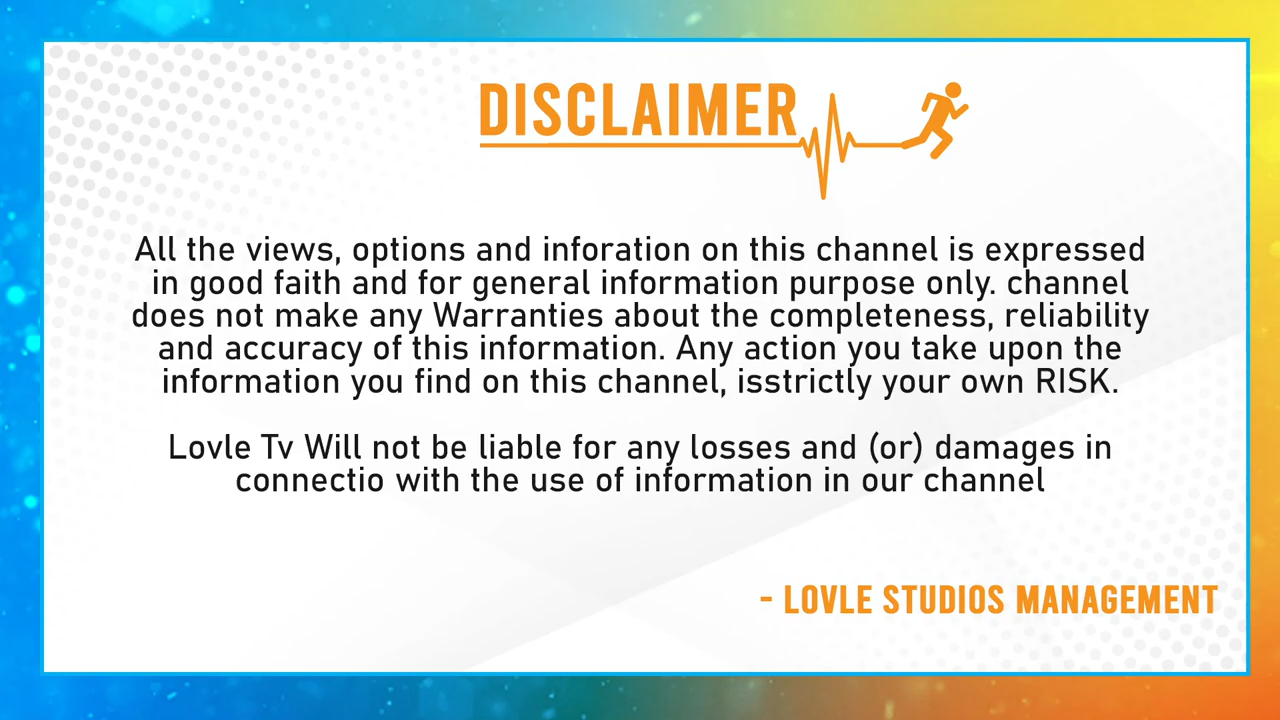 DISCLAIMER
All the views, options and inforation on this channel is expressed
in good faith and for general information purpose only. channel
does not make any Warranties about the completeness, reliability
and accuracy of this information. Any action you take upon the
information you find on this channel, isstrictly your own RISK.
Lovle Tv Will not be liable for any losses and (or) damages in
connectio with the use of information in our channel
- LOVLE STUDIOS MANAGEMENT